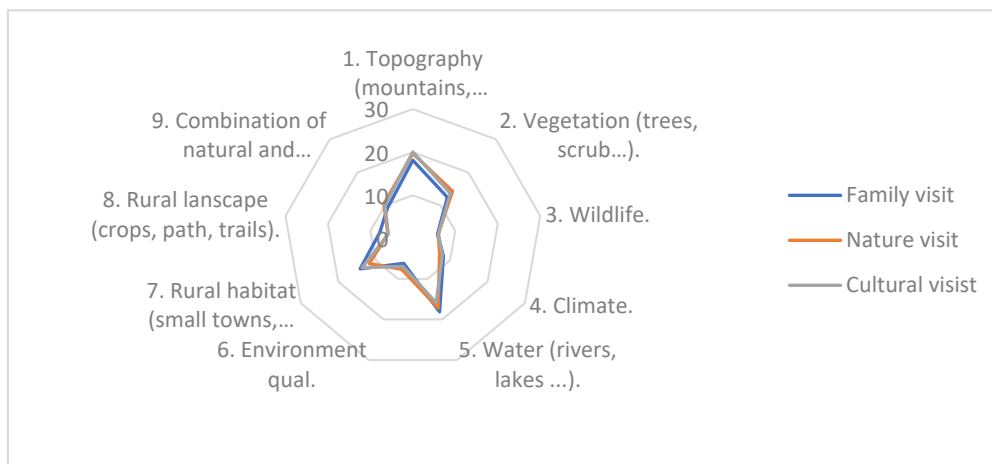 1. Topography
(mountains,...
30
20
10
0
2. Vegetation (trees,
scrub...).
3. Wildlife.
4. Climate.
5. Water (rivers,
lakes ...).
6. Environment
qual.
7. Rural habitat
(small towns,...
8. Rural lanscape
(crops, path, trails).
9. Combination of
natural and...
Family visit
Nature visit
Cultural visist